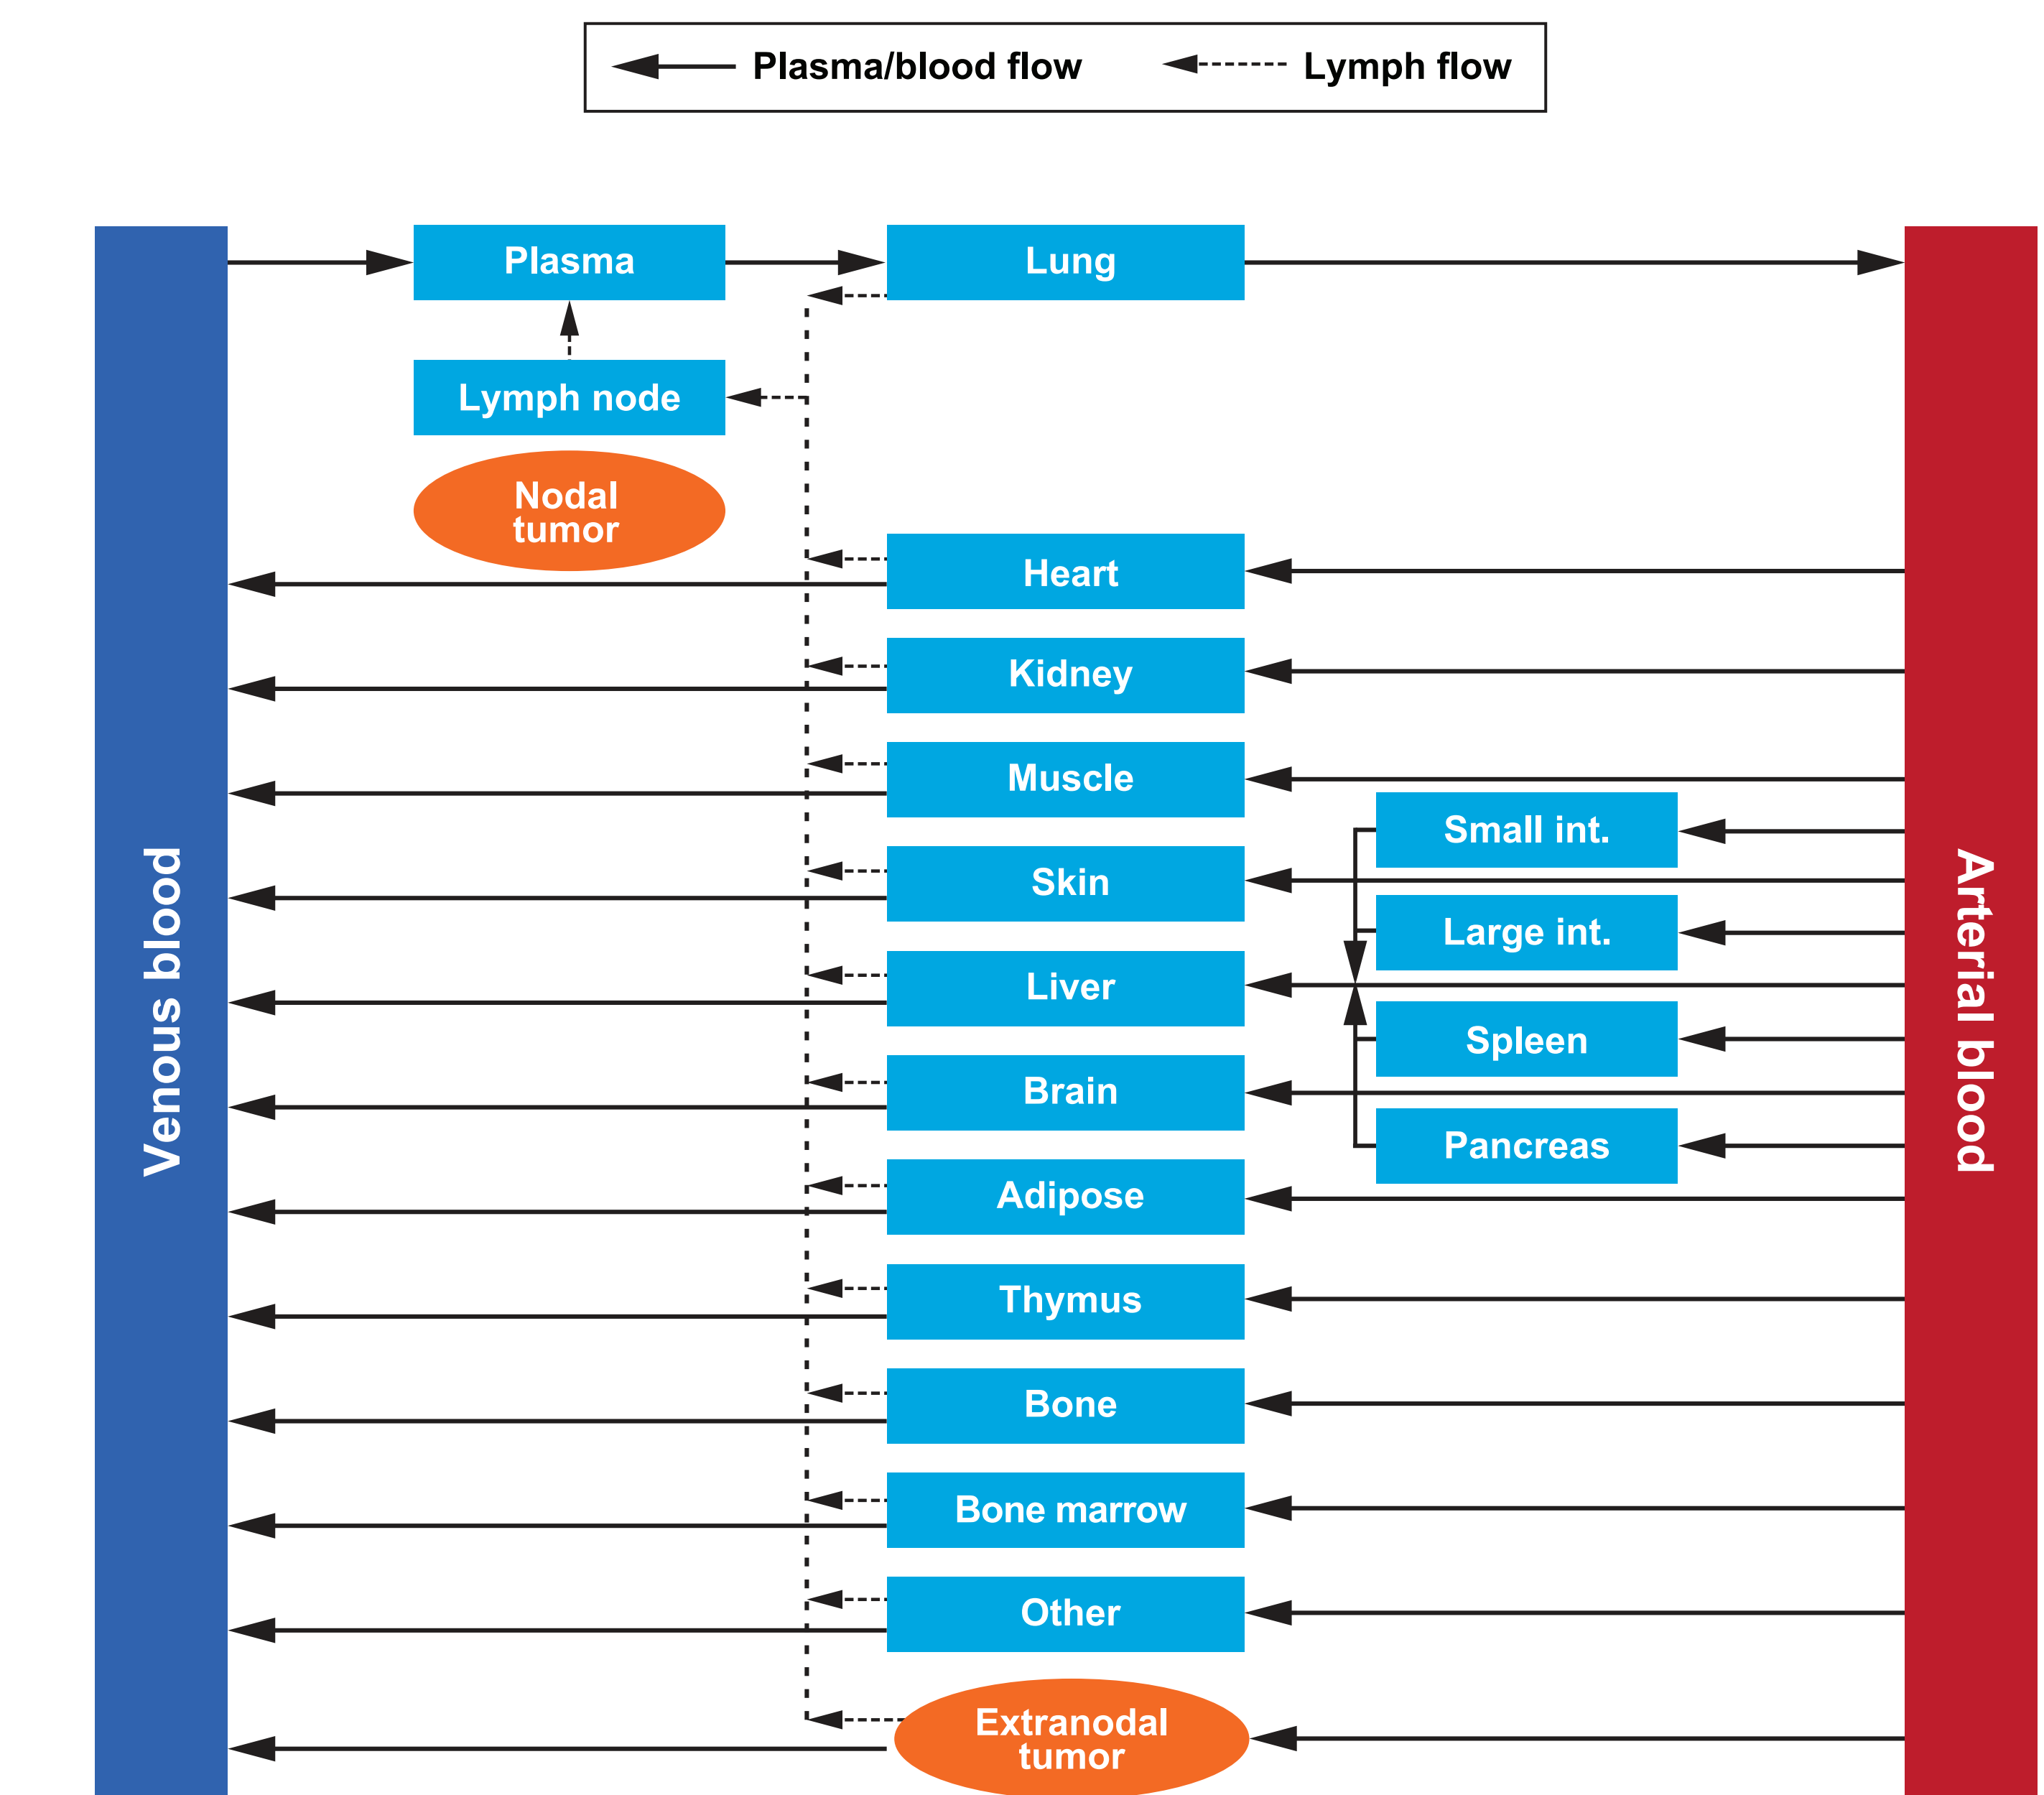 Plasma/blood flow
Lymph flow
Plasma
Lung
Lymph node
Nodal
tumor
Heart
Kidney
Muscle
Small int.
Skin
Large int.
Liver
Spleen
Brain
Pancreas
Adipose
Thymus
Bone
Bone marrow
Other
Extranodal
tumor
Venous blood
Arterial blood